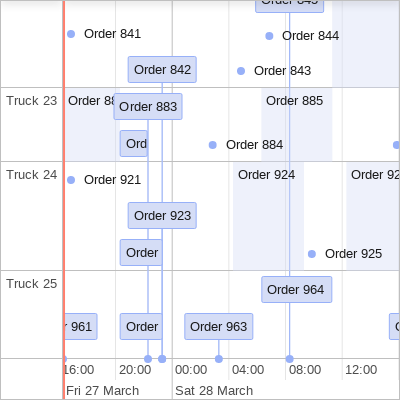 Order 841
Order 844
Order 842
Order 843
Truck 23
Order 883
Order 885
Ord
Order 884
Truck 24
Order 921
Order 924
Order 923
Order
Order 925
Truck 25
Order 964
961
Order
Order 963
16:00 20:00 00:00 04:00 08:00 12:00
Fri 27 March Sat 28 March